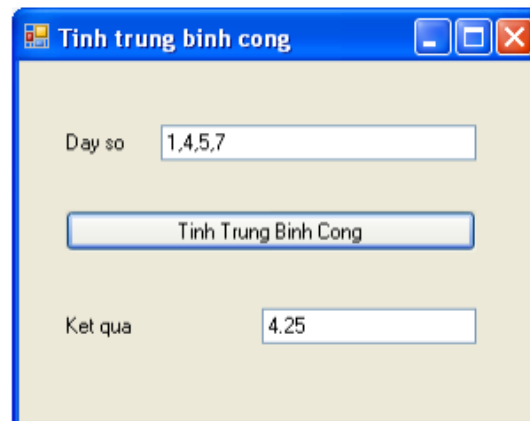 Tinh trung binh cong
Day so 1,4,5,7
Tinh Trung Binh Cong
Ket qua 4.25